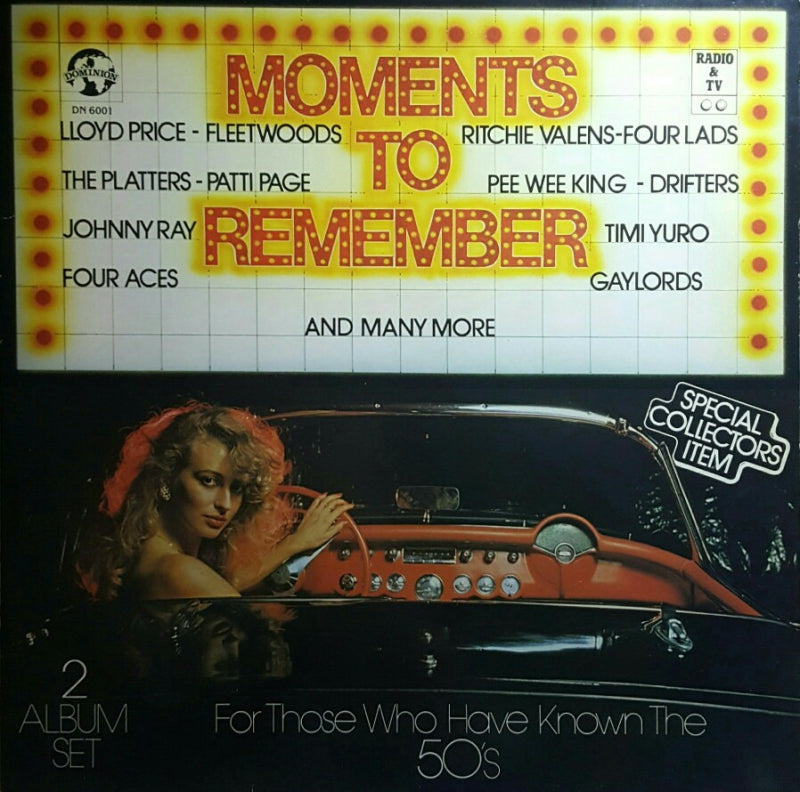 DOMINION
DN 6001
MOMENTS
TO
REMEMBER
RADIO
&
TV
LLOYD PRICE - FLEETWOODS
RITCHIE VALENS-FOUR LADS
THE PLATTERS - PATTI PAGE
PEE WEE KING - DRIFTERS
JOHNNY RAY
TIMI YURO
FOUR ACES
GAYLORDS
AND MANY MORE
SPECIAL
COLLECTORS
ITEM
2
ALBUM
SET
For Those Who Have Known The
50's